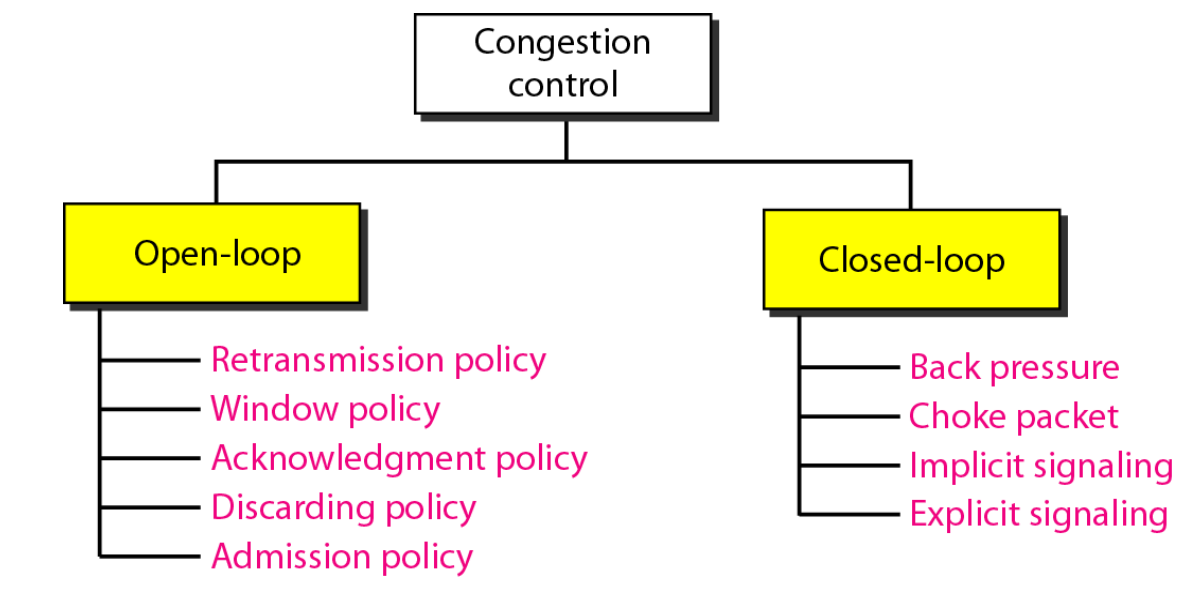 Congestion
control
Open-loop
Retransmission policy
Window policy
Acknowledgment policy
Discarding policy
Admission policy
Closed-loop
Back pressure
Choke packet
Implicit signaling
Explicit signaling